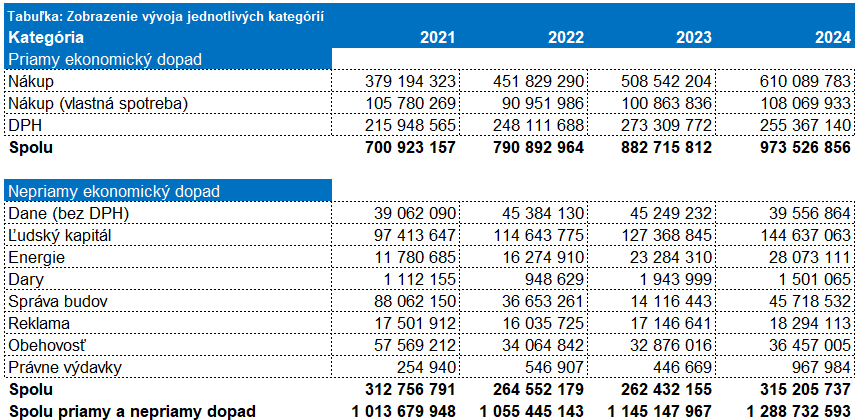 Tabuľka: Zobrazenie vývoja jednotlivých kategórií
Kategória 2021 2022 2023 2024
Priamy ekonomický dopad
Nákup 379 194 323 451 829 290 508 542 204 610 089 783
Nákup (vlastná spotreba) 105 780 269 90 951 986 100 863 836 108 069 933
DPH 215 948 565 248 111 688 273 309 772 255 367 140
Spolu 700 923 157 790 892 964 882 715 812 973 526 856
Nepriamy ekonomický dopad
Dane (bez DPH) 39 062 090 45 384 130 45 249 232 39 556 864
Ľudský kapitál 97 413 647 114 643 775 127 368 845 144 637 063
Energie 11 780 685 16 274 910 23 284 310 28 073 111
Dary 1 112 155 948 629 1 943 999 1 501 065
Správa budov 88 062 150 36 653 261 14 116 443 45 718 532
Reklama 17 501 912 16 035 725 17 146 641 18 294 113
Obehovosť 57 569 212 34 064 842 32 876 016 36 457 005
Právne výdavky 254 940 546 907 446 669 967 984
Spolu 312 756 791 264 552 179 262 432 155 315 205 737
Spolu priamy a nepriamy dopad 1 013 679 948 1 055 445 143 1 145 147 967 1 288 732 593